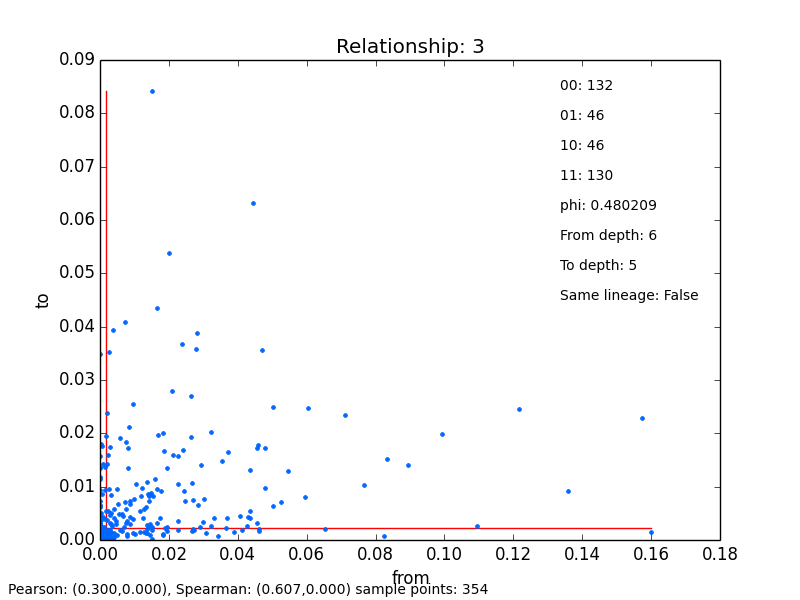 Relationship: 3
0.09
0.08
0.07
0.06
0.05
0.04
0.03
0.02
0.01
0.00
to
00: 132
01: 46
10: 46
11: 130
phi: 0.480209
From depth: 6
To depth: 5
Same lineage: False
0.00 0.02 0.04 0.06 0.08 0.10 0.12 0.14 0.16 0.18
from
Pearson: (0.300,0.000), Spearman: (0.607,0.000) sample points: 354